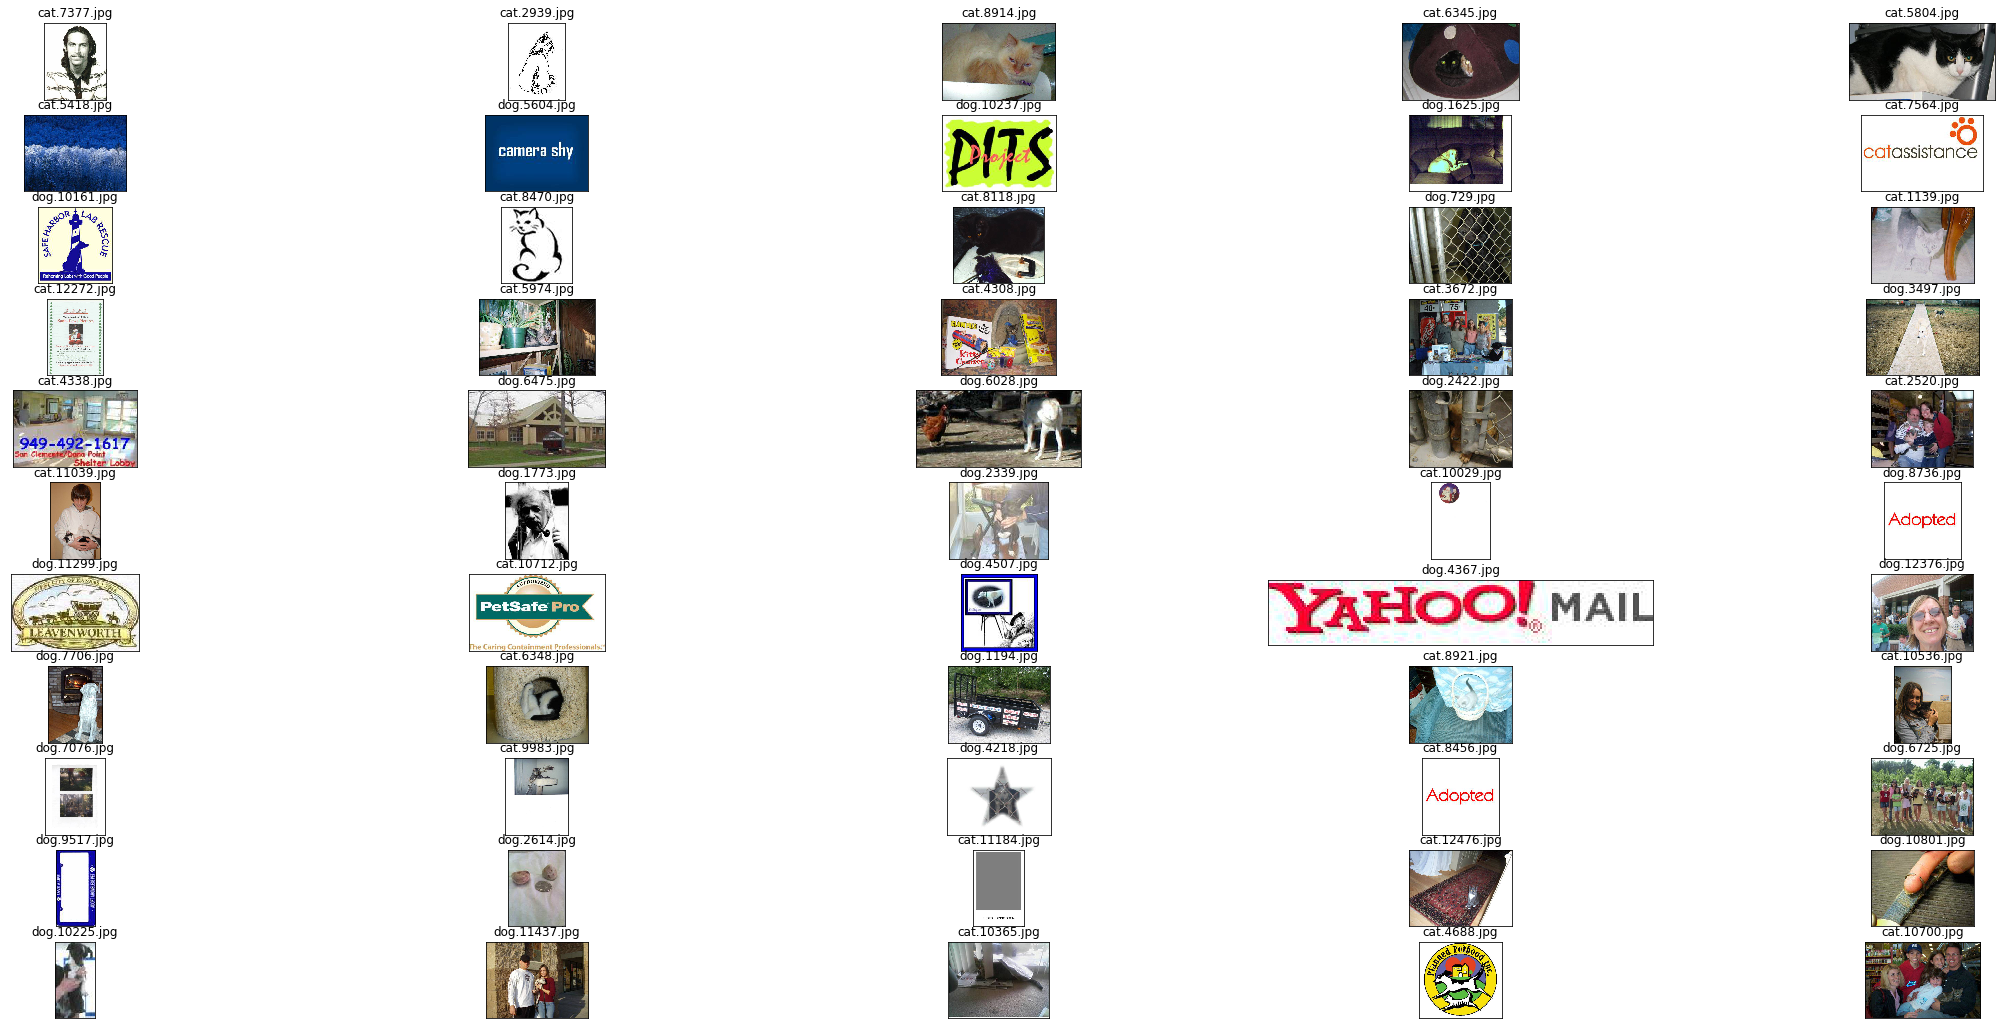 cat.7377.jpg
cat.2939.jpg
cat.8914.jpg
cat.6345.jpg
cat.5804.jpg
cat.5418.jpg
dog.5604.jpg
dog.10237.jpg
dog.1625.jpg
cat.7564.jpg
camera shy
PITS
Project
catassistance
dog.10161.jpg
cat.8470.jpg
cat.8118.jpg
dog.729.jpg
cat.1139.jpg
SAFE HARBOR LAB RESCUE
cat.12272.jpg
cat.5974.jpg
cat.4308.jpg
cat.3672.jpg
dog.3497.jpg
cat.4338.jpg
dog.6475.jpg
dog.6028.jpg
dog.2422.jpg
cat.2520.jpg
949-492-1617
San Clemente/Dana Point
Shelter Lobby
cat.11039.jpg
dog.1773.jpg
dog.2339.jpg
cat.10029.jpg
dog.8736.jpg
Adopted
dog.11299.jpg
cat.10712.jpg
dog.4507.jpg
dog.4367.jpg
dog.12376.jpg
LEAVENWORTH
AUTHORIZED
PetSafe Pro
The Caring Containment Professionals
YAHOO!® MAIL
dog.7706.jpg
cat.6348.jpg
dog.1194.jpg
cat.8921.jpg
cat.10536.jpg
dog.7076.jpg
cat.9983.jpg
dog.4218.jpg
cat.8456.jpg
dog.6725.jpg
Adopted
dog.9517.jpg
dog.2614.jpg
cat.11184.jpg
cat.12476.jpg
dog.10801.jpg
dog.10225.jpg
dog.11437.jpg
cat.10365.jpg
cat.4688.jpg
cat.10700.jpg
Planned Pethood Inc.